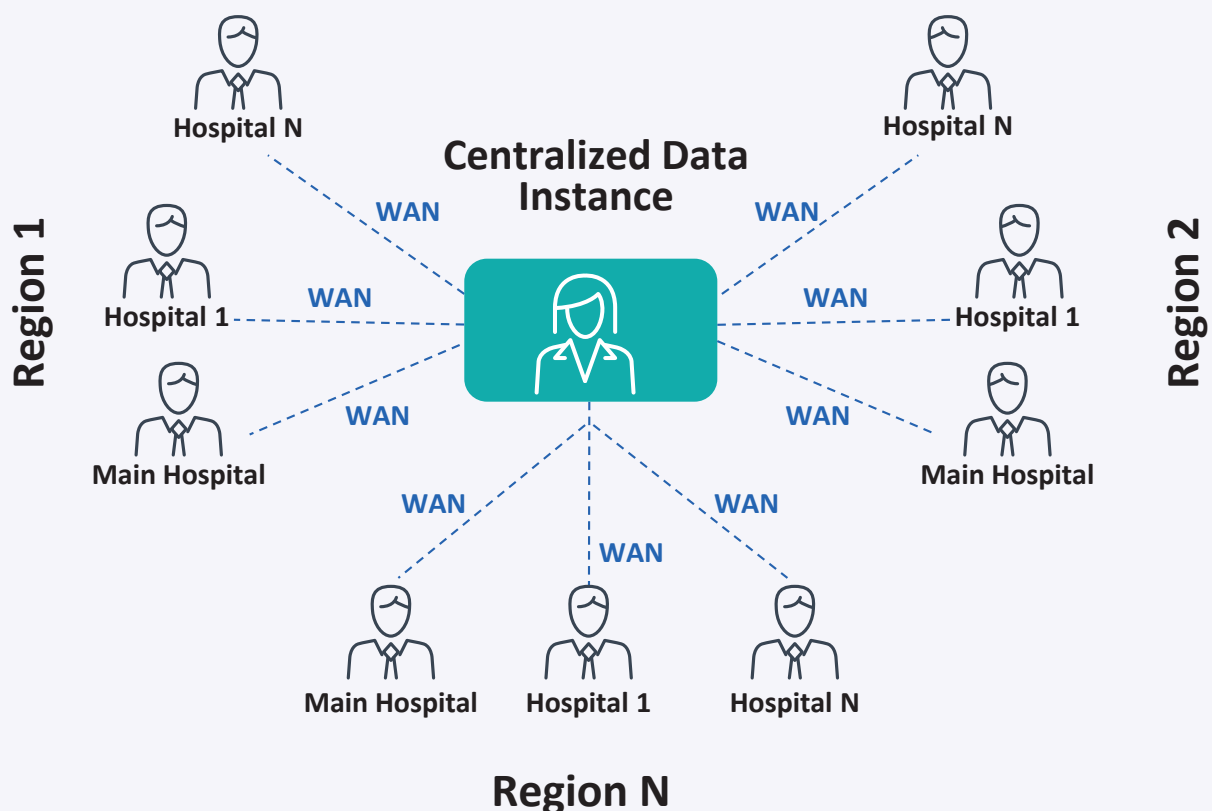 Hospital N
Hospital N
Centralized Data
Instance
WAN
WAN
Region 1
Region 2
WAN
WAN
Hospital 1
Hospital 1
WAN
WAN
Main Hospital
Main Hospital
WAN
WAN
WAN
Main Hospital
Hospital 1
Hospital N
Region N